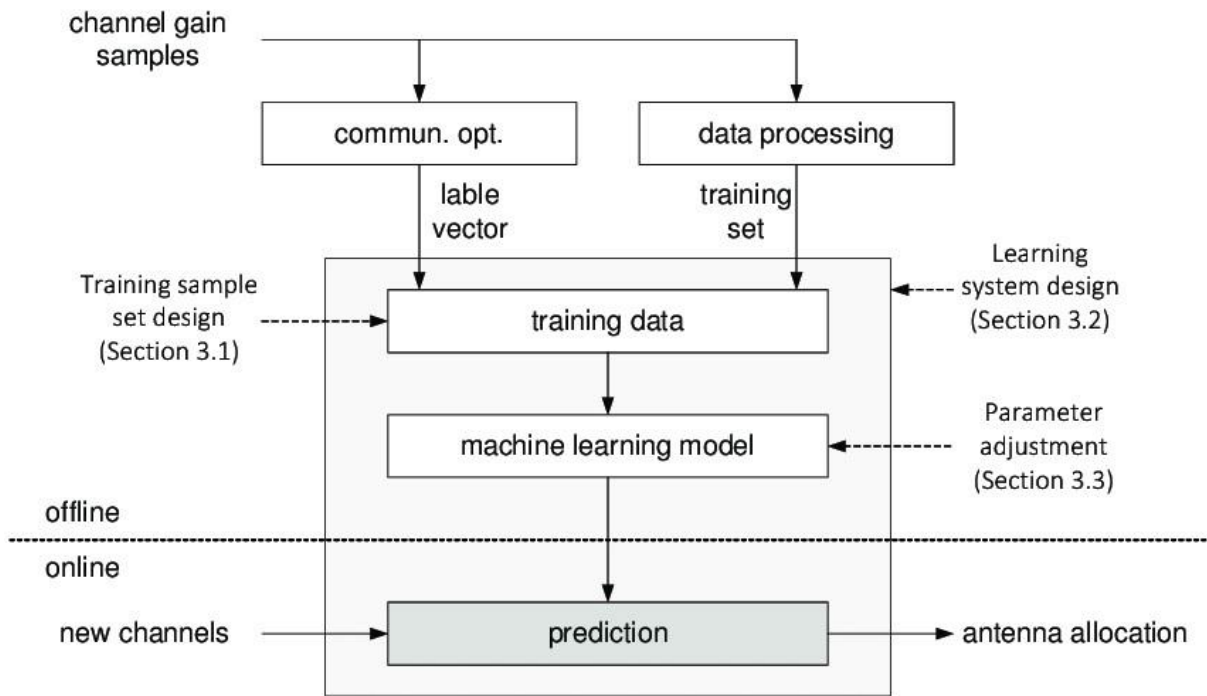 channel gain
samples
commun. opt.
data processing
lable
vector
training
set
Training sample
set design
(Section 3.1)
training data
Learning
system design
(Section 3.2)
machine learning model
Parameter
adjustment
(Section 3.3)
offline
online
new channels
prediction
antenna allocation